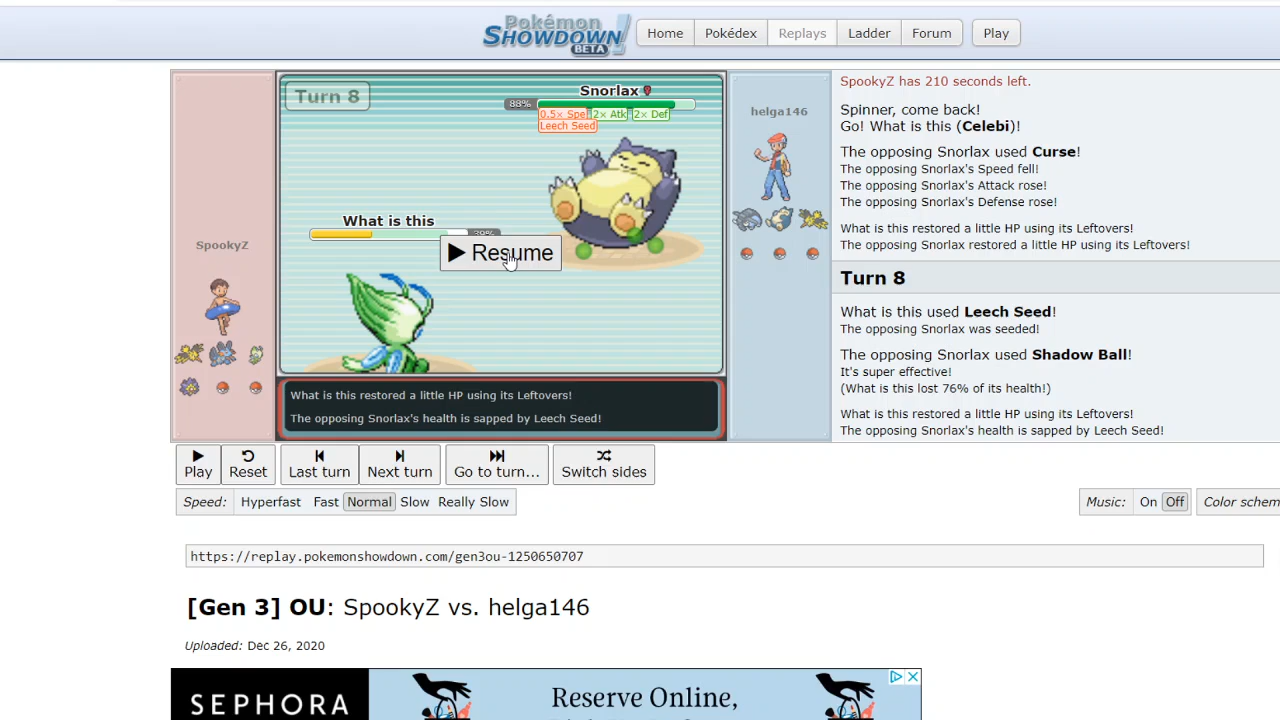 Pokémon
SHOWDOWN!
BETA
Home
Pokédex
Replays
Ladder
Forum
Play
Turn 8
Snorlax
88%
0.5× Spe
2× Atk
2× Def
Leech Seed
What is this
39%
Resume
What is this restored a little HP using its Leftovers!
The opposing Snorlax's health is sapped by Leech Seed!
SpookyZ
helga146
SpookyZ has 210 seconds left.
Spinner, come back!
Go! What is this (Celebi)!
The opposing Snorlax used Curse!
The opposing Snorlax's Speed fell!
The opposing Snorlax's Attack rose!
The opposing Snorlax's Defense rose!
What is this restored a little HP using its Leftovers!
The opposing Snorlax restored a little HP using its Leftovers!
Turn 8
What is this used Leech Seed!
The opposing Snorlax was seeded!
The opposing Snorlax used Shadow Ball!
It's super effective!
(What is this lost 76% of its health!)
What is this restored a little HP using its Leftovers!
The opposing Snorlax's health is sapped by Leech Seed!
Play
Reset
Last turn
Next turn
Go to turn...
Switch sides
Speed: Hyperfast Fast Normal Slow Really Slow
Music: On Off
Color schem
https://replay.pokemonshowdown.com/gen3ou-1250650707
[Gen 3] OU: SpookyZ vs. helga146
Uploaded: Dec 26, 2020
SEPHORA
Reserve Online,